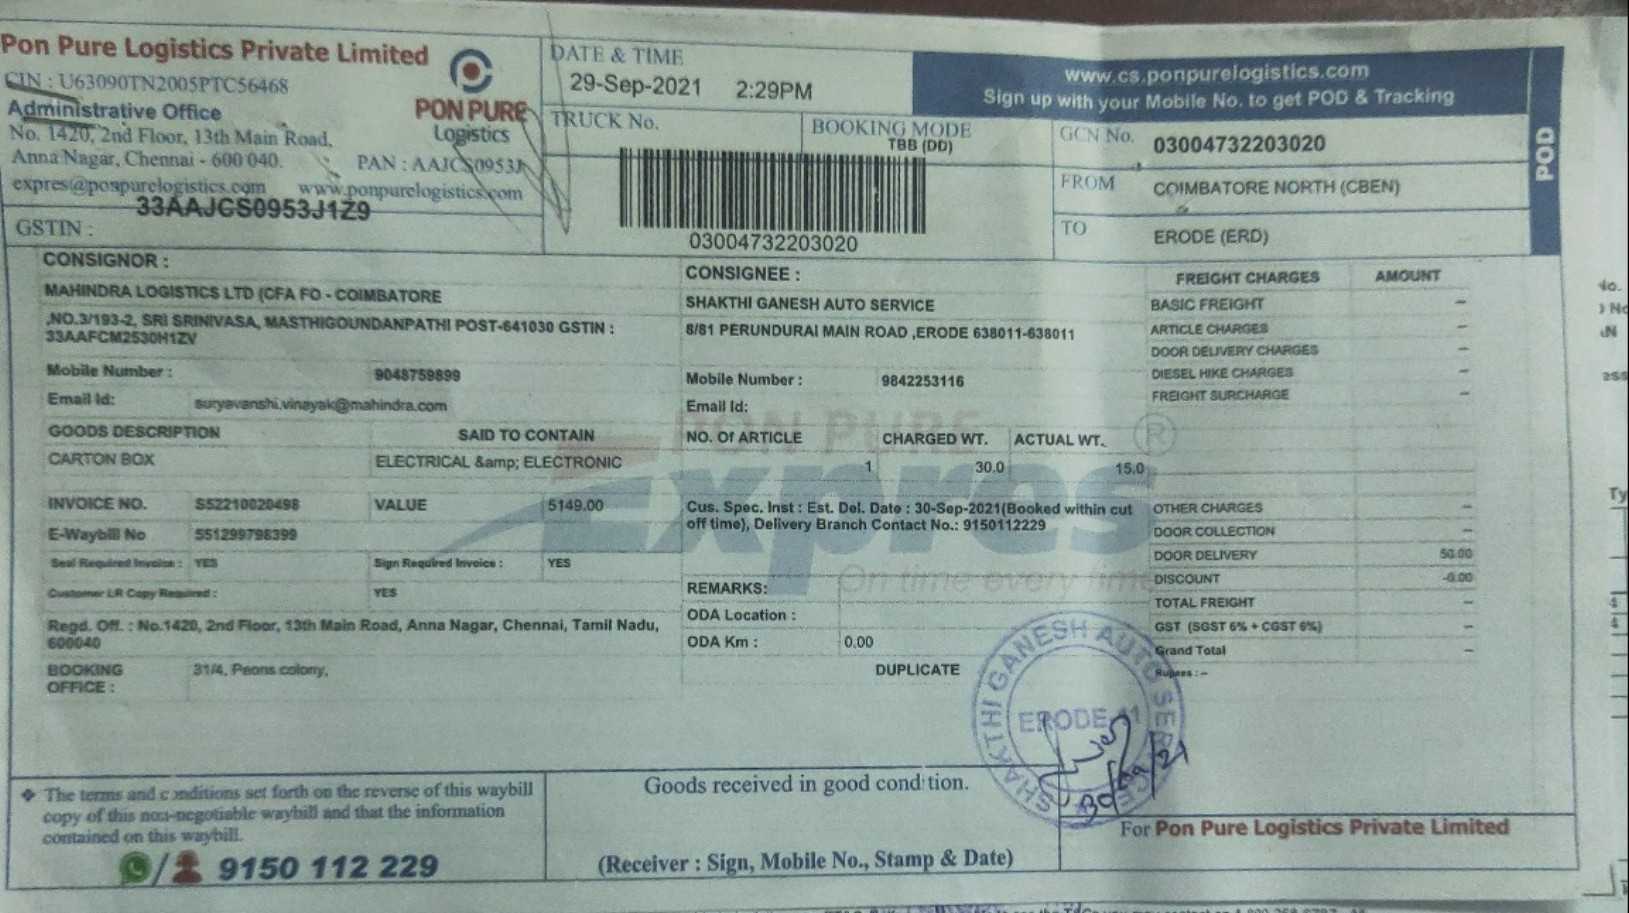 Pon Pure Logistics Private Limited
CIN : U63090TN2005PTC56468
Administrative Office
No. 1420, 2nd Floor, 13th Main Road,
Anna Nagar, Chennai - 600 040.
PAN : AAJCS0953J
expres@ponpurelogistics.com www.ponpurelogistics.com
33AAJCS0953J1Z9
GSTIN :
PON PURE
Logistics
DATE & TIME
29-Sep-2021 2:29PM
TRUCK No.
BOOKING MODE
TBB (DD)
03004732203020
www.cs.ponpurelogistics.com
Sign up with your Mobile No. to get POD & Tracking
POD
GCN No. 03004732203020
FROM COIMBATORE NORTH (CBEN)
TO ERODE (ERD)
CONSIGNOR :
MAHINDRA LOGISTICS LTD (CFA FO - COIMBATORE
,NO.3/193-2, SRI SRINIVASA, MASTHIGOUNDANPATHI POST-641030 GSTIN :
33AAFCM2530H1ZV
Mobile Number : 9048759899
Email Id: suryavanshi.vinayak@mahindra.com
CONSIGNEE :
SHAKTHI GANESH AUTO SERVICE
8/81 PERUNDURAI MAIN ROAD ,ERODE 638011-638011
Mobile Number : 9842253116
Email Id:
FREIGHT CHARGES AMOUNT
BASIC FREIGHT –
ARTICLE CHARGES –
DOOR DELIVERY CHARGES –
DIESEL HIKE CHARGES –
FREIGHT SURCHARGE –
GOODS DESCRIPTION SAID TO CONTAIN NO. Of ARTICLE CHARGED WT. ACTUAL WT.
CARTON BOX ELECTRICAL &amp; ELECTRONIC 1 30.0 15.0
PON PURE
Expres
On time every time
®
INVOICE NO. S52210020498 VALUE 5149.00
E-Waybill No 551299798399
Seal Required Invoice : YES Sign Required Invoice : YES
Customer LR Copy Required : YES
Regd. Off. : No.1420, 2nd Floor, 13th Main Road, Anna Nagar, Chennai, Tamil Nadu,
600040
BOOKING 31/4, Peons colony,
OFFICE :
Cus. Spec. Inst : Est. Del. Date : 30-Sep-2021(Booked within cut
off time), Delivery Branch Contact No.: 9150112229
REMARKS:
ODA Location :
ODA Km : 0.00
DUPLICATE
OTHER CHARGES –
DOOR COLLECTION –
DOOR DELIVERY 50.00
DISCOUNT -0.00
TOTAL FREIGHT –
GST (SGST 6% + CGST 6%) –
Grand Total –
Rupees : –
SHAKTHI GANESH AUTO SERVICE
ERODE-11
30/09/21
❖ The terms and conditions set forth on the reverse of this waybill
copy of this non-negotiable waybill and that the information
contained on this waybill.
/ 9150 112 229
Goods received in good condition.
(Receiver : Sign, Mobile No., Stamp & Date)
For Pon Pure Logistics Private Limited